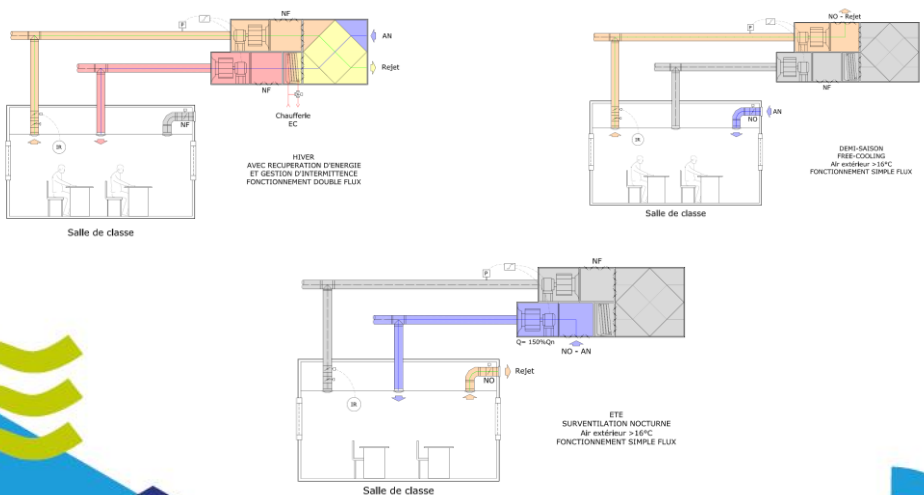 NF
P
AN
Rejet
NF
Chaufferie
EC
NF
IR
HIVER
AVEC RECUPERATION D'ENERGIE
ET GESTION D'INTERMITTENCE
FONCTIONNEMENT DOUBLE FLUX
Salle de classe
NO - Rejet
P
NF
AN
NO
IR
DEMI-SAISON
FREE-COOLING
Air extérieur >16°C
FONCTIONNEMENT SIMPLE FLUX
Salle de classe
NF
P
Q= 150%Qn
NO - AN
Rejet
NO
IR
ETE
SURVENTILATION NOCTURNE
Air extérieur >16°C
FONCTIONNEMENT SIMPLE FLUX
Salle de classe